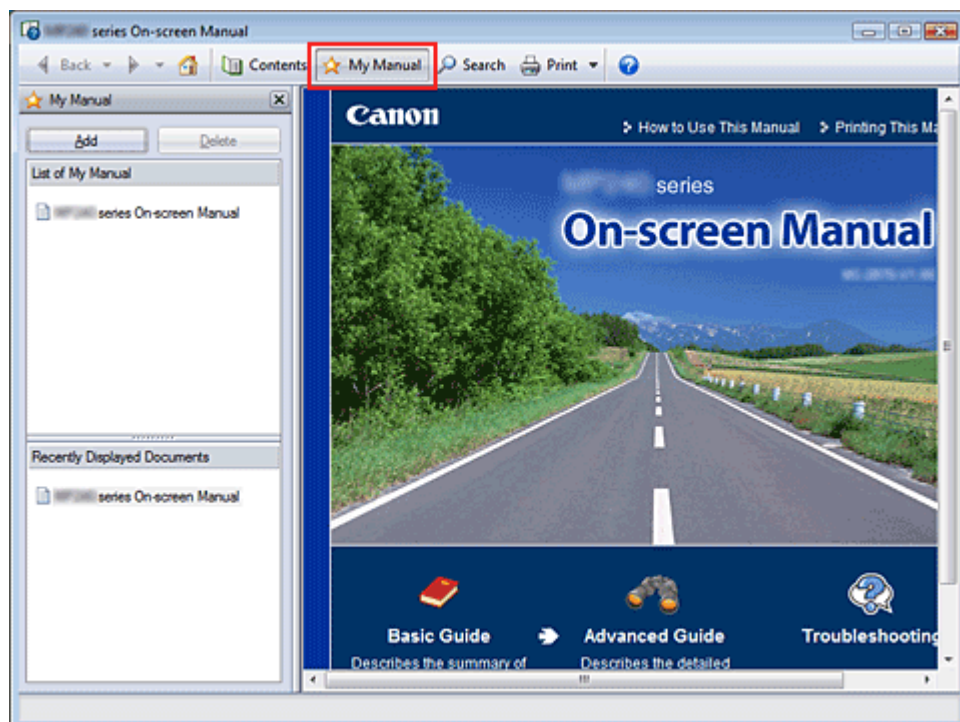 series On-screen Manual
Back Contents My Manual Search Print
My Manual
Add Delete
List of My Manual
series On-screen Manual
Recently Displayed Documents
series On-screen Manual
Canon
How to Use This Manual Printing This Ma
series
On-screen Manual
Basic Guide Advanced Guide Troubleshooting
Describes the summary of Describes the detailed